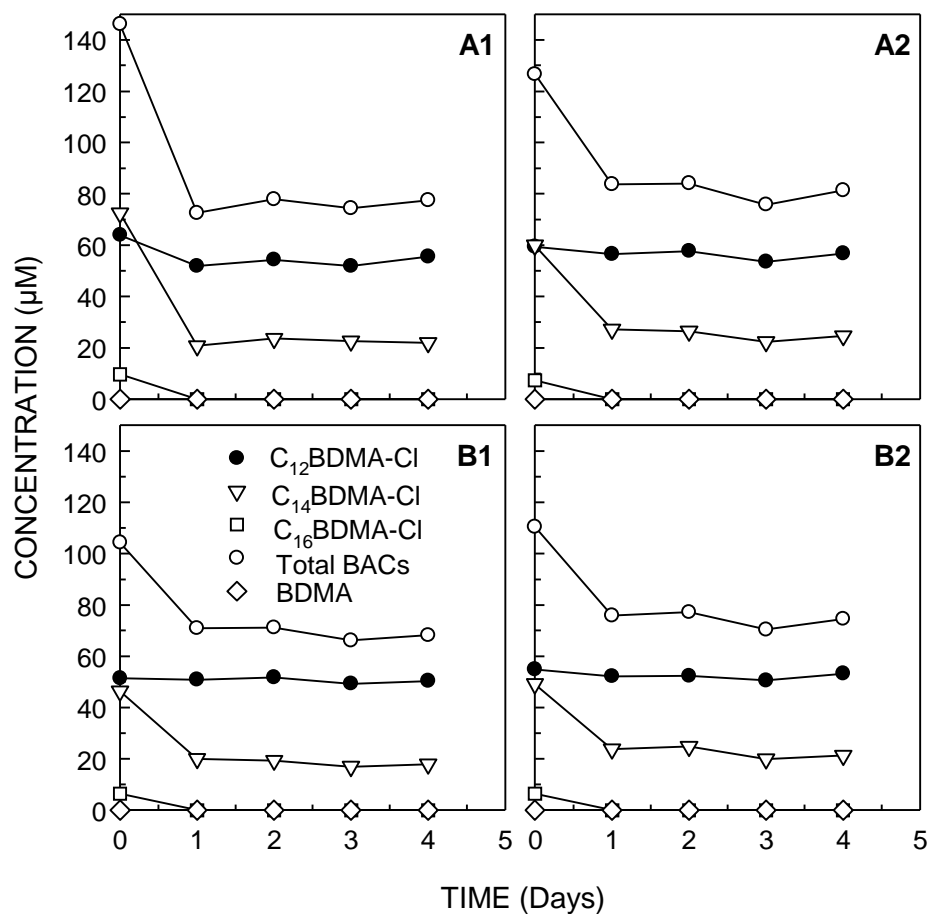 A1
A2
140
120
100
80
60
40
20
0
CONCENTRATION (µM)
B1
B2
140
120
100
80
60
40
20
0
C₁₂BDMA-Cl
C₁₄BDMA-Cl
C₁₆BDMA-Cl
Total BACs
BDMA
0 1 2 3 4 5
0 1 2 3 4 5
TIME (Days)